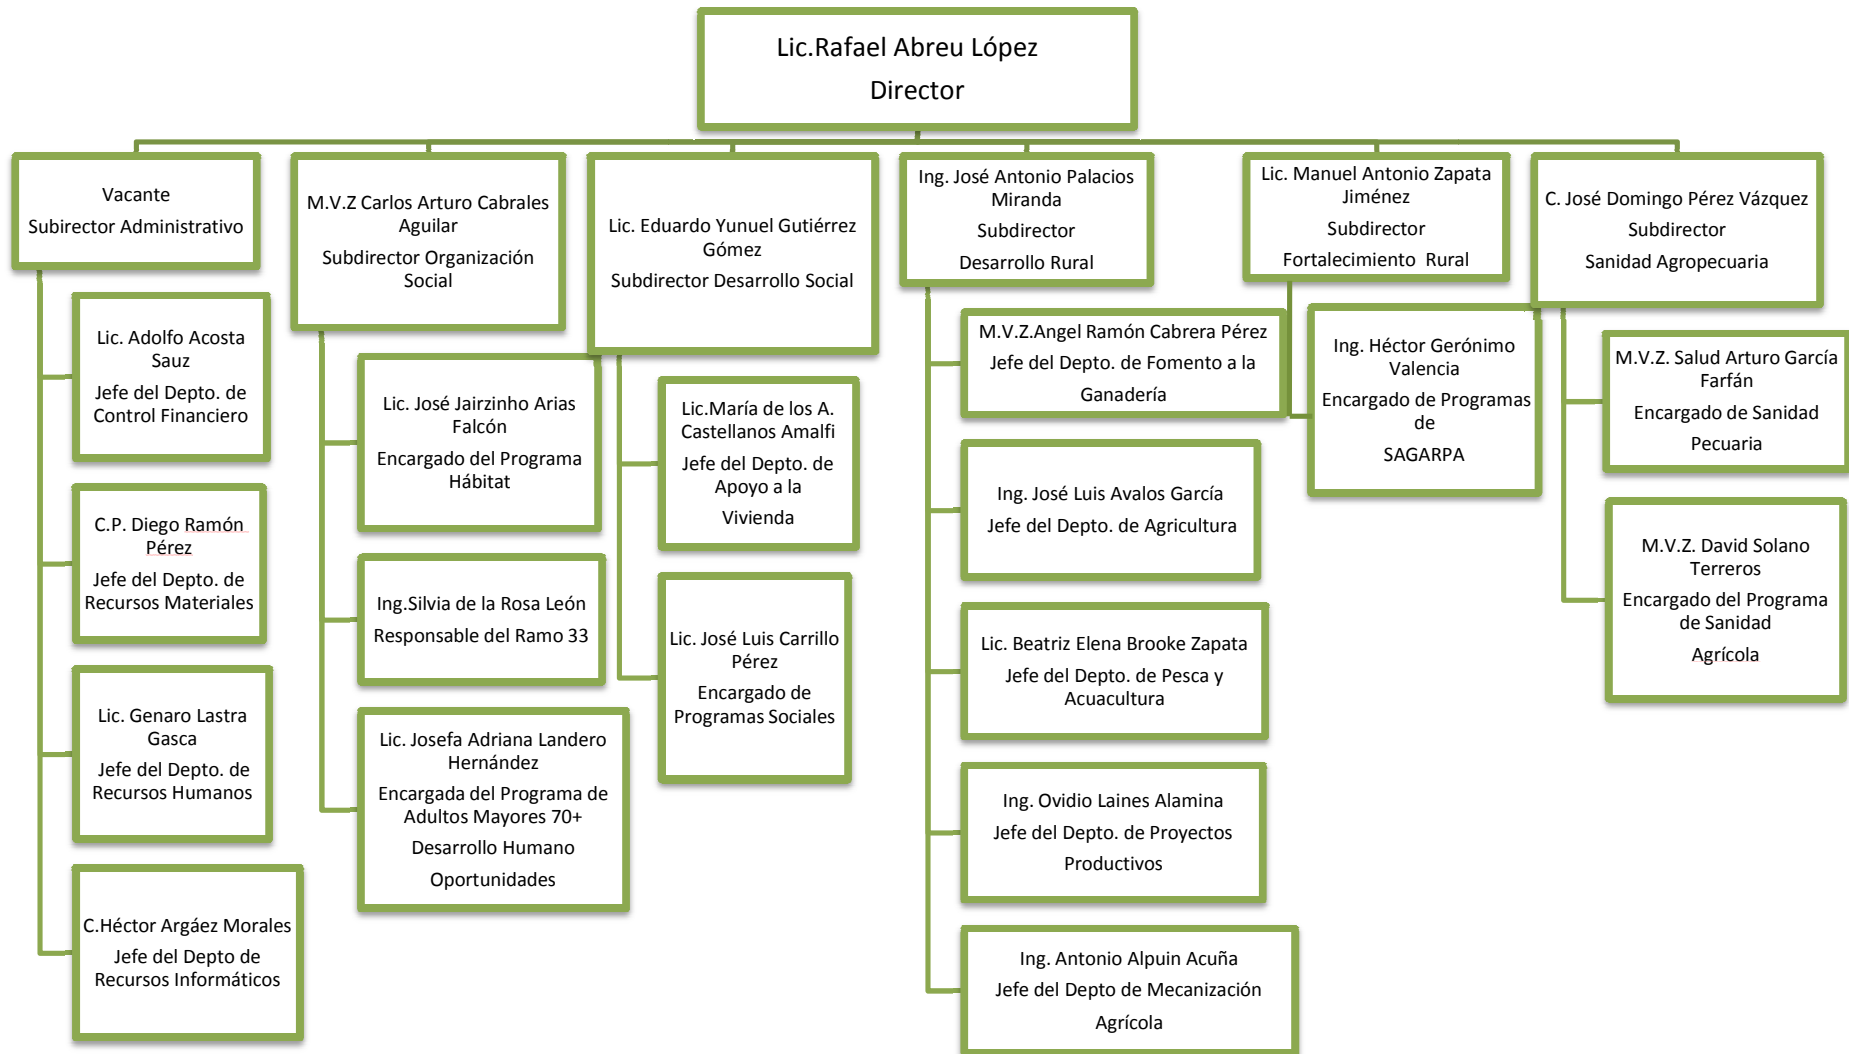 Lic.Rafael Abreu López
Director
Vacante
Subirector Administrativo
Lic. Adolfo Acosta
Sauz
Jefe del Depto. de
Control Financiero
C.P. Diego Ramón
Pérez
Jefe del Depto. de
Recursos Materiales
Lic. Genaro Lastra
Gasca
Jefe del Depto. de
Recursos Humanos
C.Héctor Argáez Morales
Jefe del Depto de
Recursos Informáticos
M.V.Z Carlos Arturo Cabrales
Aguilar
Subdirector Organización
Social
Lic. José Jairzinho Arias
Falcón
Encargado del Programa
Hábitat
Ing.Silvia de la Rosa León
Responsable del Ramo 33
Lic. Josefa Adriana Landero
Hernández
Encargada del Programa de
Adultos Mayores 70+
Desarrollo Humano
Oportunidades
Lic. Eduardo Yunuel Gutiérrez
Gómez
Subdirector Desarrollo Social
Lic.María de los A.
Castellanos Amalfi
Jefe del Depto. de
Apoyo a la
Vivienda
Lic. José Luis Carrillo
Pérez
Encargado de
Programas Sociales
Ing. José Antonio Palacios
Miranda
Subdirector
Desarrollo Rural
M.V.Z.Angel Ramón Cabrera Pérez
Jefe del Depto. de Fomento a la
Ganadería
Ing. José Luis Avalos García
Jefe del Depto. de Agricultura
Lic. Beatriz Elena Brooke Zapata
Jefe del Depto. de Pesca y
Acuacultura
Ing. Ovidio Laines Alamina
Jefe del Depto. de Proyectos
Productivos
Ing. Antonio Alpuin Acuña
Jefe del Depto de Mecanización
Agrícola
Lic. Manuel Antonio Zapata
Jiménez
Subdirector
Fortalecimiento Rural
Ing. Héctor Gerónimo
Valencia
Encargado de Programas
de
SAGARPA
C. José Domingo Pérez Vázquez
Subdirector
Sanidad Agropecuaria
M.V.Z. Salud Arturo García
Farfán
Encargado de Sanidad
Pecuaria
M.V.Z. David Solano
Terreros
Encargado del Programa
de Sanidad
Agrícola